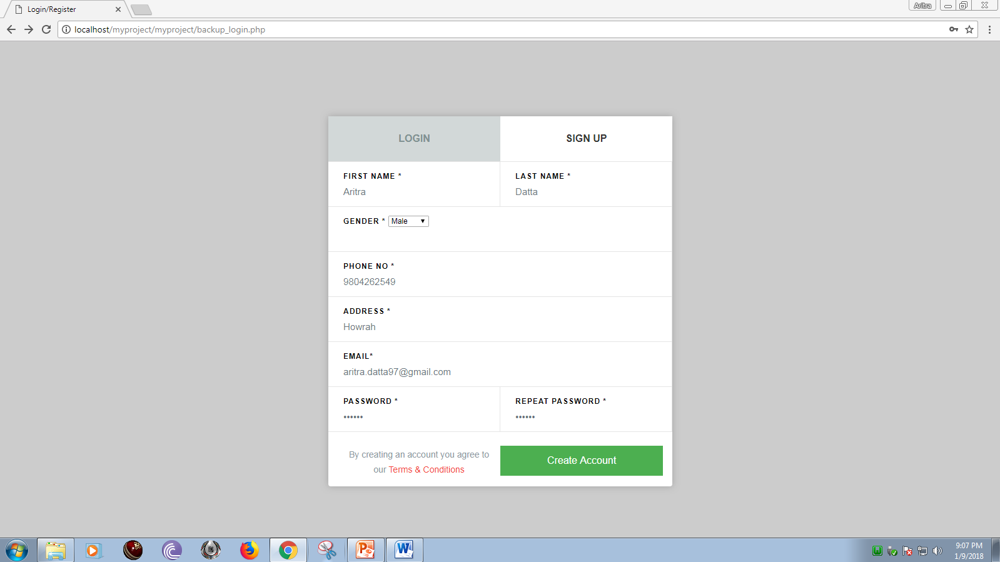 Login/Register
Aritra
localhost/myproject/myproject/backup_login.php
LOGIN
SIGN UP
FIRST NAME *
LAST NAME *
Aritra
Datta
GENDER * Male
PHONE NO *
9804262549
ADDRESS *
Howrah
EMAIL*
aritra.datta97@gmail.com
PASSWORD *
REPEAT PASSWORD *
••••••
••••••
By creating an account you agree to
our Terms & Conditions
Create Account
9:07 PM
1/9/2018